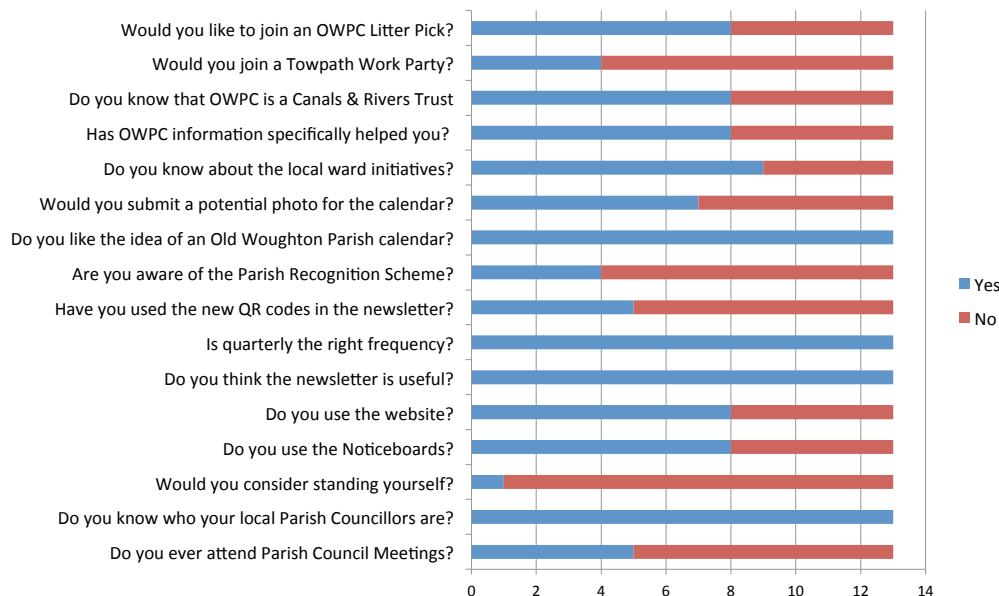 Would you like to join an OWPC Litter Pick?
Would you join a Towpath Work Party?
Do you know that OWPC is a Canals & Rivers Trust
Has OWPC information specifically helped you?
Do you know about the local ward initiatives?
Would you submit a potential photo for the calendar?
Do you like the idea of an Old Woughton Parish calendar?
Are you aware of the Parish Recognition Scheme?
Have you used the new QR codes in the newsletter?
Is quarterly the right frequency?
Do you think the newsletter is useful?
Do you use the website?
Do you use the Noticeboards?
Would you consider standing yourself?
Do you know who your local Parish Councillors are?
Do you ever attend Parish Council Meetings?
0 2 4 6 8 10 12 14
Yes
No